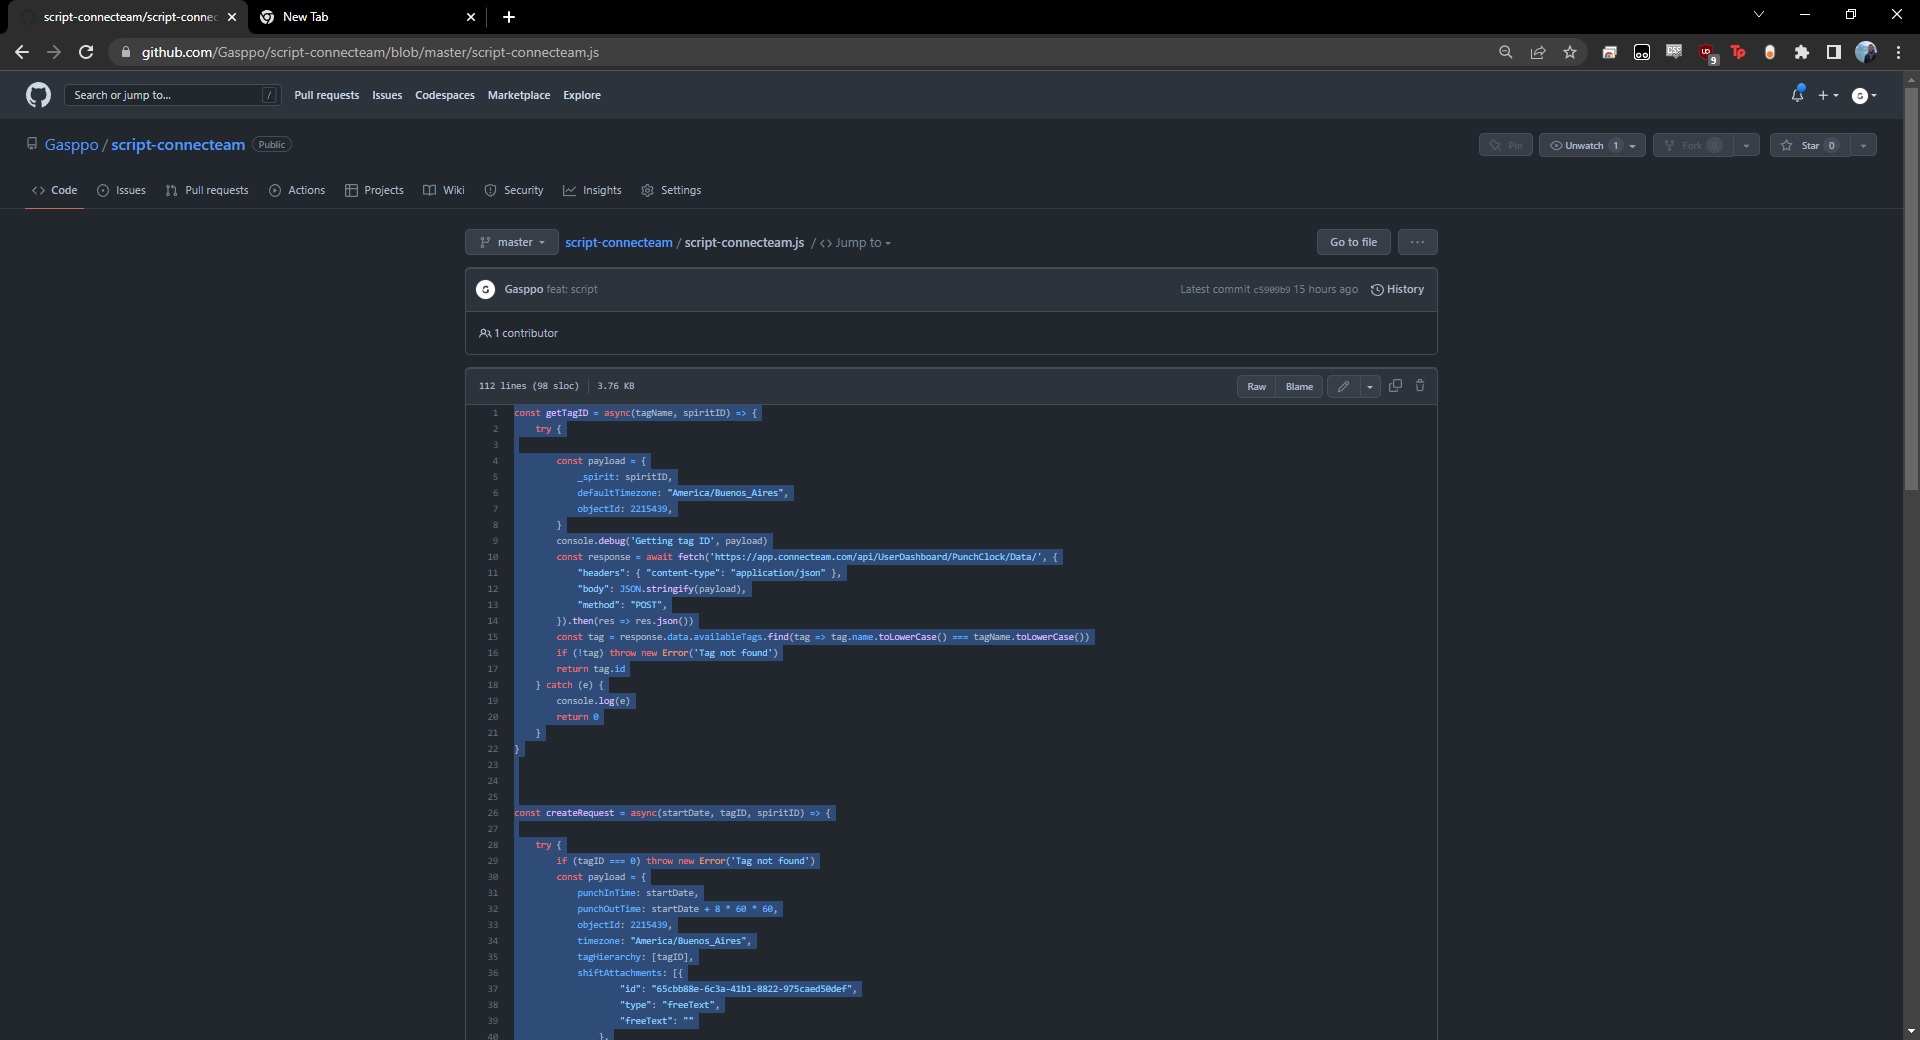 script-connecteam/script-connec
New Tab
github.com/Gasppo/script-connecteam/blob/master/script-connecteam.js
9
Search or jump to...
/
Pull requests
Issues
Codespaces
Marketplace
Explore
Gasppo / script-connecteam
Public
Pin
Unwatch 1
Fork 0
Star 0
Code
Issues
Pull requests
Actions
Projects
Wiki
Security
Insights
Settings
master
script-connecteam / script-connecteam.js / <> Jump to
Go to file
...
Gasppo feat: script
Latest commit c5909b9 15 hours ago
History
1 contributor
112 lines (98 sloc)
3.76 KB
Raw
Blame
1 const getTagID = async(tagName, spiritID) => {
2 try {
3
4 const payload = {
5 _spirit: spiritID,
6 defaultTimezone: "America/Buenos_Aires",
7 objectId: 2215439,
8 }
9 console.debug('Getting tag ID', payload)
10 const response = await fetch('https://app.connecteam.com/api/UserDashboard/PunchClock/Data/', {
11 "headers": { "content-type": "application/json" },
12 "body": JSON.stringify(payload),
13 "method": "POST",
14 }).then(res => res.json())
15 const tag = response.data.availableTags.find(tag => tag.name.toLowerCase() === tagName.toLowerCase())
16 if (!tag) throw new Error('Tag not found')
17 return tag.id
18 } catch (e) {
19 console.log(e)
20 return 0
21 }
22 }
23
24
25
26 const createRequest = async(startDate, tagID, spiritID) => {
27
28 try {
29 if (tagID === 0) throw new Error('Tag not found')
30 const payload = {
31 punchInTime: startDate,
32 punchOutTime: startDate + 8 * 60 * 60,
33 objectId: 2215439,
34 timezone: "America/Buenos_Aires",
35 tagHierarchy: [tagID],
36 shiftAttachments: [{
37 "id": "65cbb88e-6c3a-41b1-8822-975caed50def",
38 "type": "freeText",
39 "freeText": ""
40 },